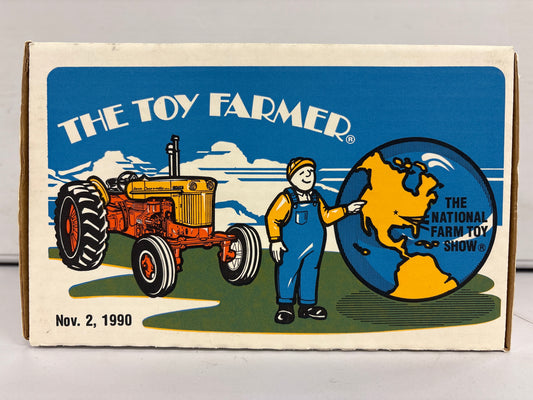 THE TOY FARMER®
THE
NATIONAL
FARM TOY
SHOW®
Nov. 2, 1990